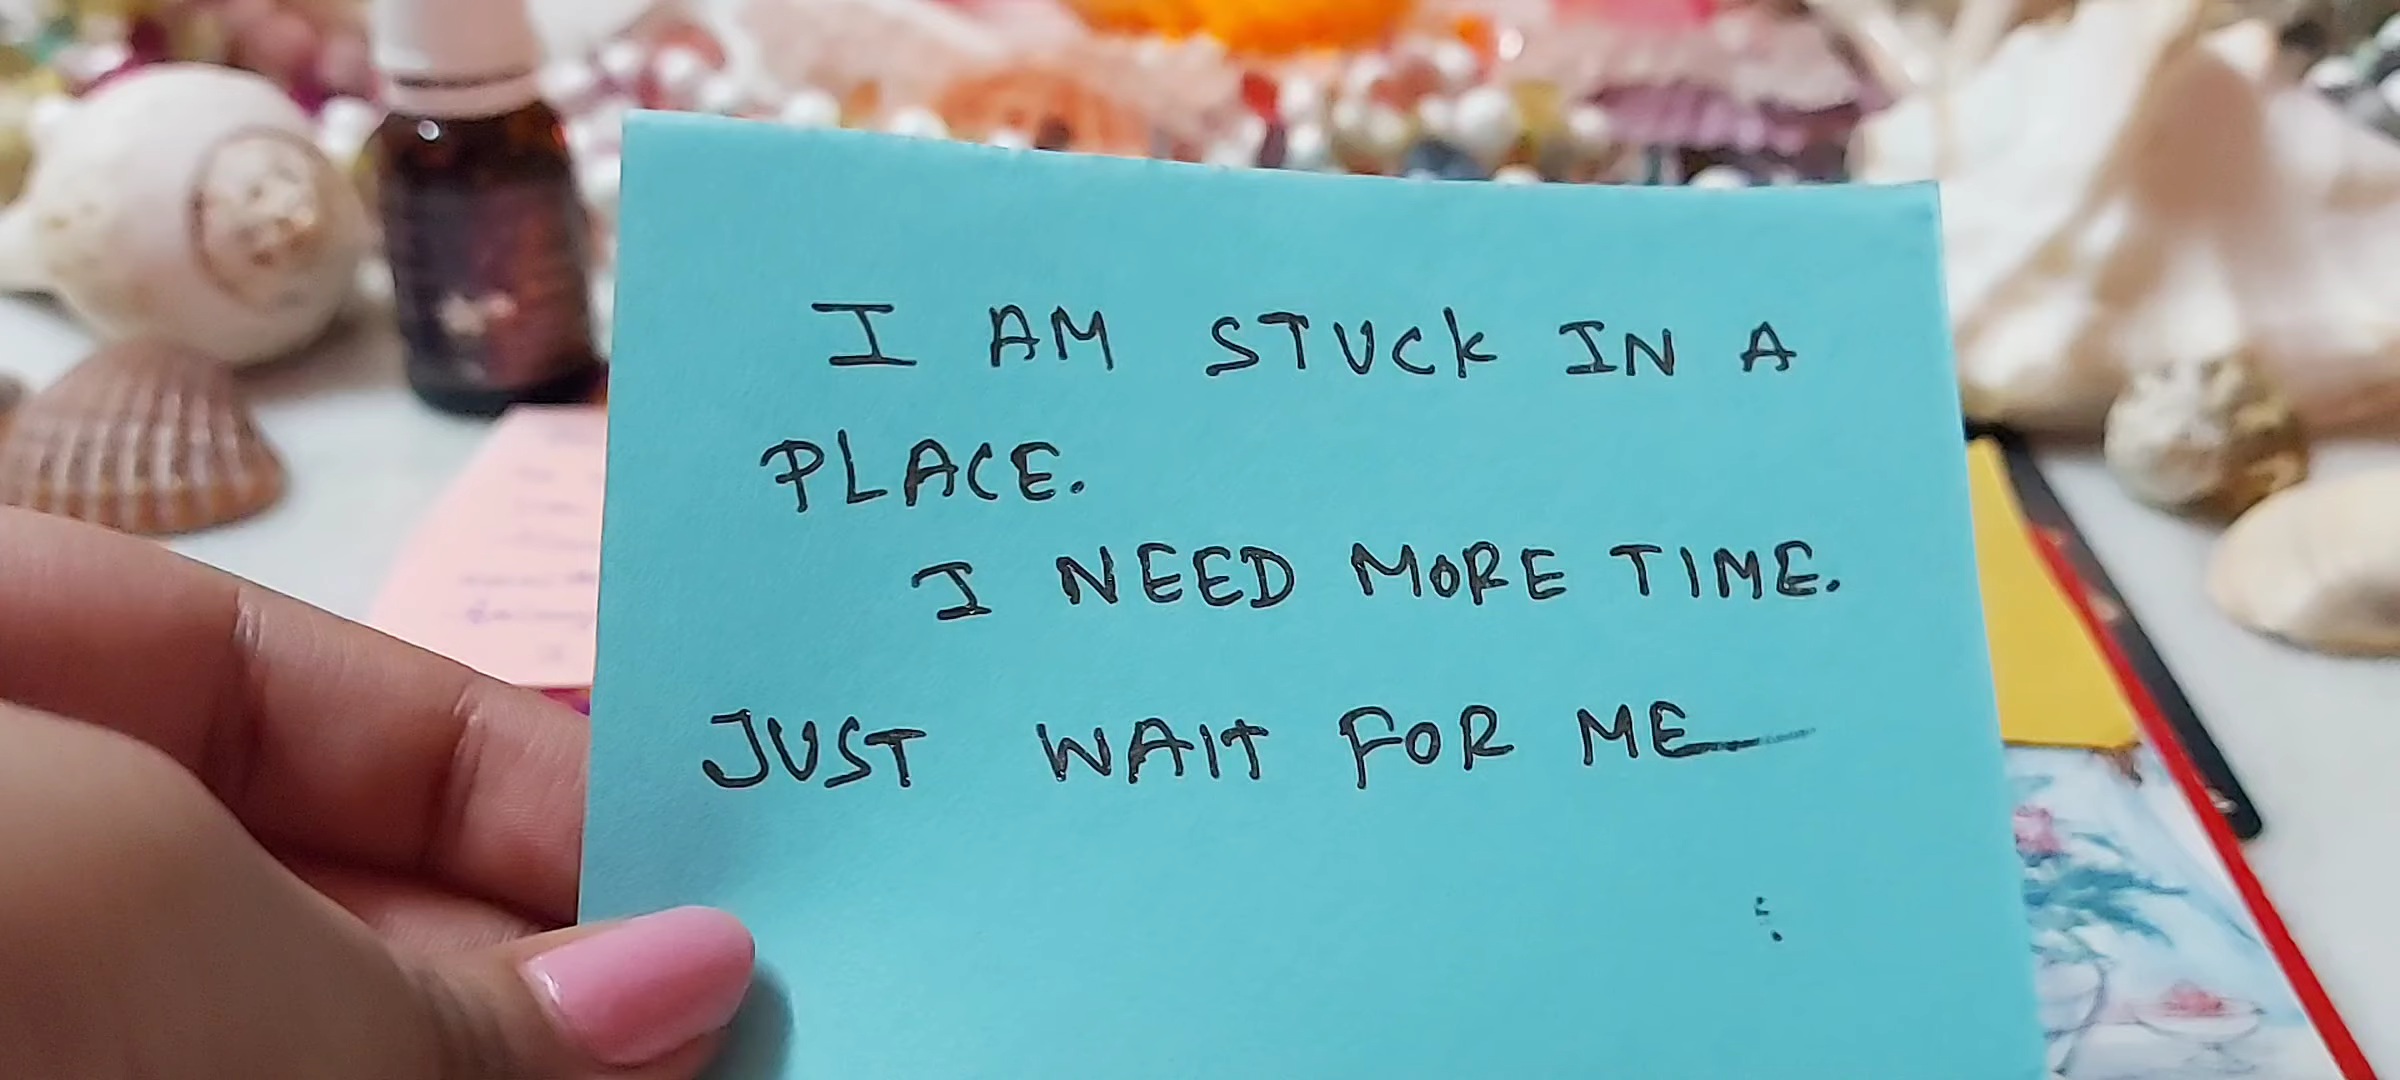 I AM STUCK IN A
PLACE.
I NEED MORE TIME.
JUST WAIT FOR ME